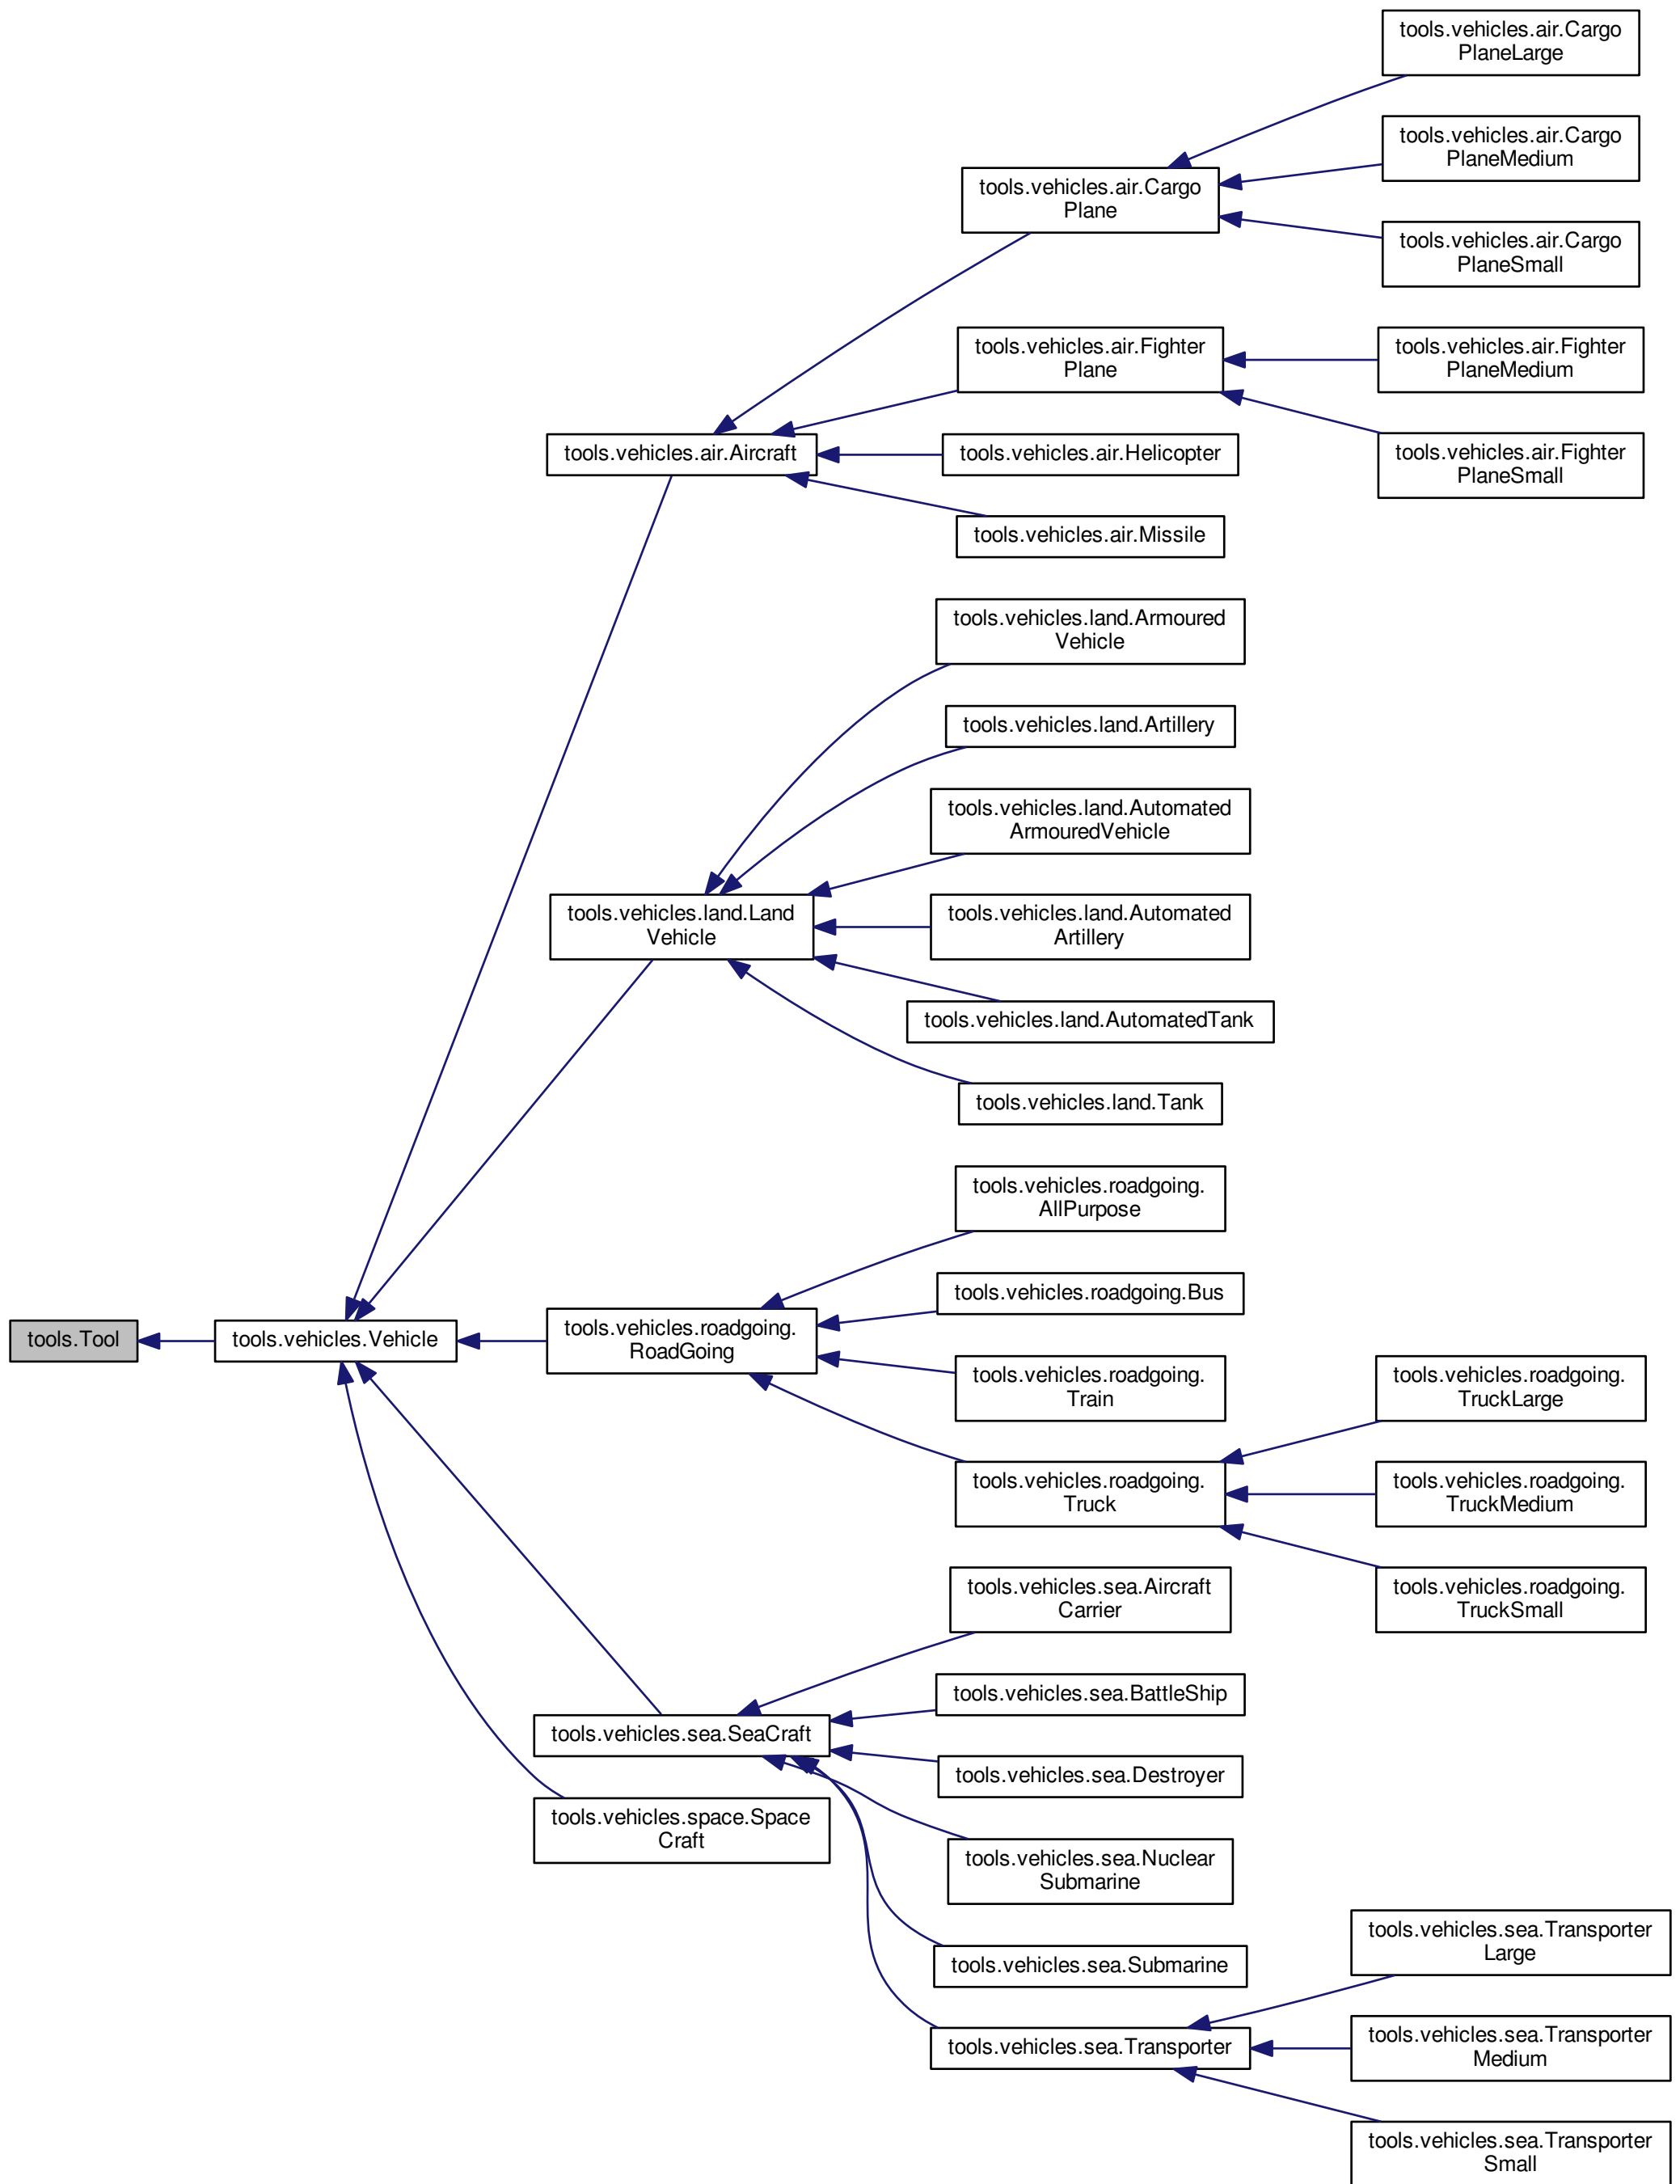 tools.vehicles.air.Cargo
PlaneLarge
tools.vehicles.air.Cargo
PlaneMedium
tools.vehicles.air.Cargo
Plane
tools.vehicles.air.Cargo
PlaneSmall
tools.vehicles.air.Fighter
Plane
tools.vehicles.air.Fighter
PlaneMedium
tools.vehicles.air.Aircraft
tools.vehicles.air.Helicopter
tools.vehicles.air.Fighter
PlaneSmall
tools.vehicles.air.Missile
tools.vehicles.land.Armoured
Vehicle
tools.vehicles.land.Artillery
tools.vehicles.land.Automated
ArmouredVehicle
tools.vehicles.land.Land
Vehicle
tools.vehicles.land.Automated
Artillery
tools.vehicles.land.AutomatedTank
tools.vehicles.land.Tank
tools.vehicles.roadgoing.
AllPurpose
tools.vehicles.roadgoing.Bus
tools.Tool
tools.vehicles.Vehicle
tools.vehicles.roadgoing.
RoadGoing
tools.vehicles.roadgoing.
Train
tools.vehicles.roadgoing.
TruckLarge
tools.vehicles.roadgoing.
Truck
tools.vehicles.roadgoing.
TruckMedium
tools.vehicles.roadgoing.
TruckSmall
tools.vehicles.sea.Aircraft
Carrier
tools.vehicles.sea.BattleShip
tools.vehicles.sea.SeaCraft
tools.vehicles.sea.Destroyer
tools.vehicles.space.Space
Craft
tools.vehicles.sea.Nuclear
Submarine
tools.vehicles.sea.Submarine
tools.vehicles.sea.Transporter
Large
tools.vehicles.sea.Transporter
tools.vehicles.sea.Transporter
Medium
tools.vehicles.sea.Transporter
Small